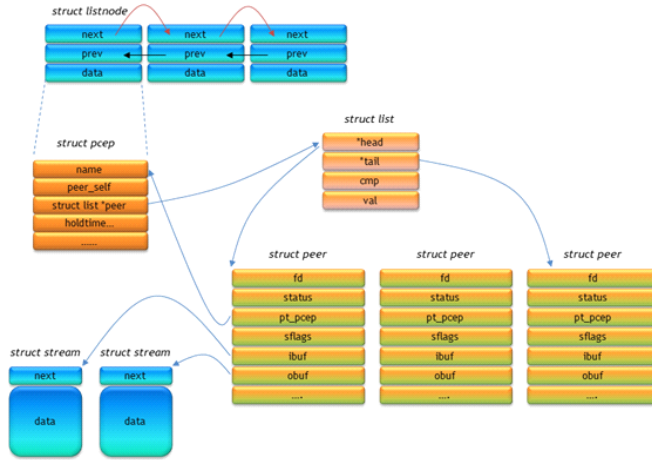 struct listnode
next next next
prev prev prev
data data data
struct pcep
name
peer_self
struct list *peer
holdtime...
......
struct list
*head
*tail
cmp
val
struct peer struct peer struct peer
fd fd fd
status status status
pt_pcep pt_pcep pt_pcep
sflags sflags sflags
ibuf ibuf ibuf
obuf obuf obuf
.... .... ....
struct stream struct stream
next next
data data